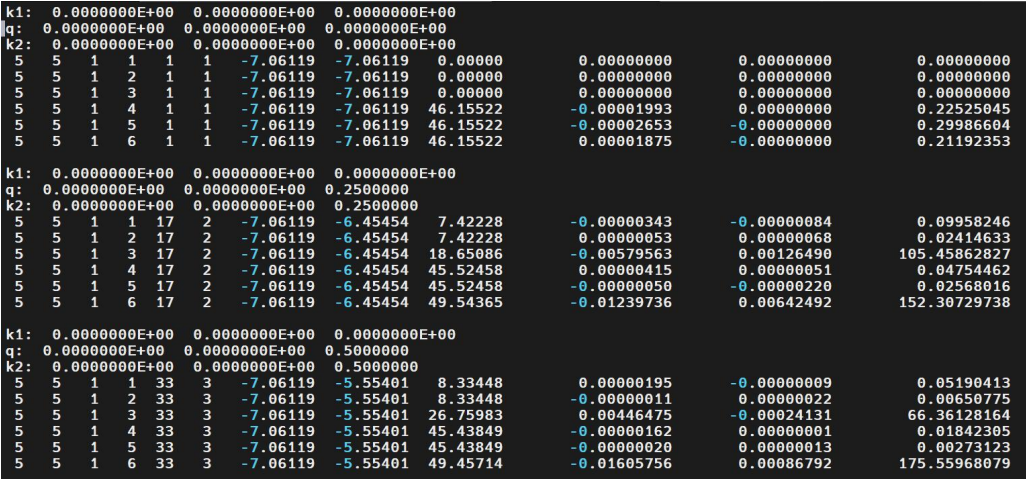 k1:  0.0000000E+00  0.0000000E+00  0.0000000E+00
q:  0.0000000E+00  0.0000000E+00  0.0000000E+00
k2:  0.0000000E+00  0.0000000E+00  0.0000000E+00
5 5 1 1 1 1 -7.06119 -7.06119 0.00000 0.00000000 0.00000000 0.00000000
5 5 1 2 1 1 -7.06119 -7.06119 0.00000 0.00000000 0.00000000 0.00000000
5 5 1 3 1 1 -7.06119 -7.06119 0.00000 0.00000000 0.00000000 0.00000000
5 5 1 4 1 1 -7.06119 -7.06119 46.15522 -0.00001993 0.00000000 0.22525045
5 5 1 5 1 1 -7.06119 -7.06119 46.15522 -0.00002653 -0.00000000 0.29986604
5 5 1 6 1 1 -7.06119 -7.06119 46.15522 0.00001875 -0.00000000 0.21192353
k1:  0.0000000E+00  0.0000000E+00  0.0000000E+00
q:  0.0000000E+00  0.0000000E+00  0.2500000
k2:  0.0000000E+00  0.0000000E+00  0.2500000
5 5 1 1 17 2 -7.06119 -6.45454 7.42228 -0.00000343 -0.00000084 0.09958246
5 5 1 2 17 2 -7.06119 -6.45454 7.42228 0.00000053 0.00000068 0.02414633
5 5 1 3 17 2 -7.06119 -6.45454 18.65086 -0.00579563 0.00126490 105.45862827
5 5 1 4 17 2 -7.06119 -6.45454 45.52458 0.00000415 0.00000051 0.04754462
5 5 1 5 17 2 -7.06119 -6.45454 45.52458 -0.00000050 -0.00000220 0.02568016
5 5 1 6 17 2 -7.06119 -6.45454 49.54365 -0.01239736 0.00642492 152.30729738
k1:  0.0000000E+00  0.0000000E+00  0.0000000E+00
q:  0.0000000E+00  0.0000000E+00  0.5000000
k2:  0.0000000E+00  0.0000000E+00  0.5000000
5 5 1 1 33 3 -7.06119 -5.55401 8.33448 0.00000195 -0.00000009 0.05190413
5 5 1 2 33 3 -7.06119 -5.55401 8.33448 -0.00000011 0.00000022 0.00650775
5 5 1 3 33 3 -7.06119 -5.55401 26.75983 0.00446475 -0.00024131 66.36128164
5 5 1 4 33 3 -7.06119 -5.55401 45.43849 -0.00000162 0.00000001 0.01842305
5 5 1 5 33 3 -7.06119 -5.55401 45.43849 -0.00000020 0.00000013 0.00273123
5 5 1 6 33 3 -7.06119 -5.55401 49.45714 -0.01605756 0.00086792 175.55968079